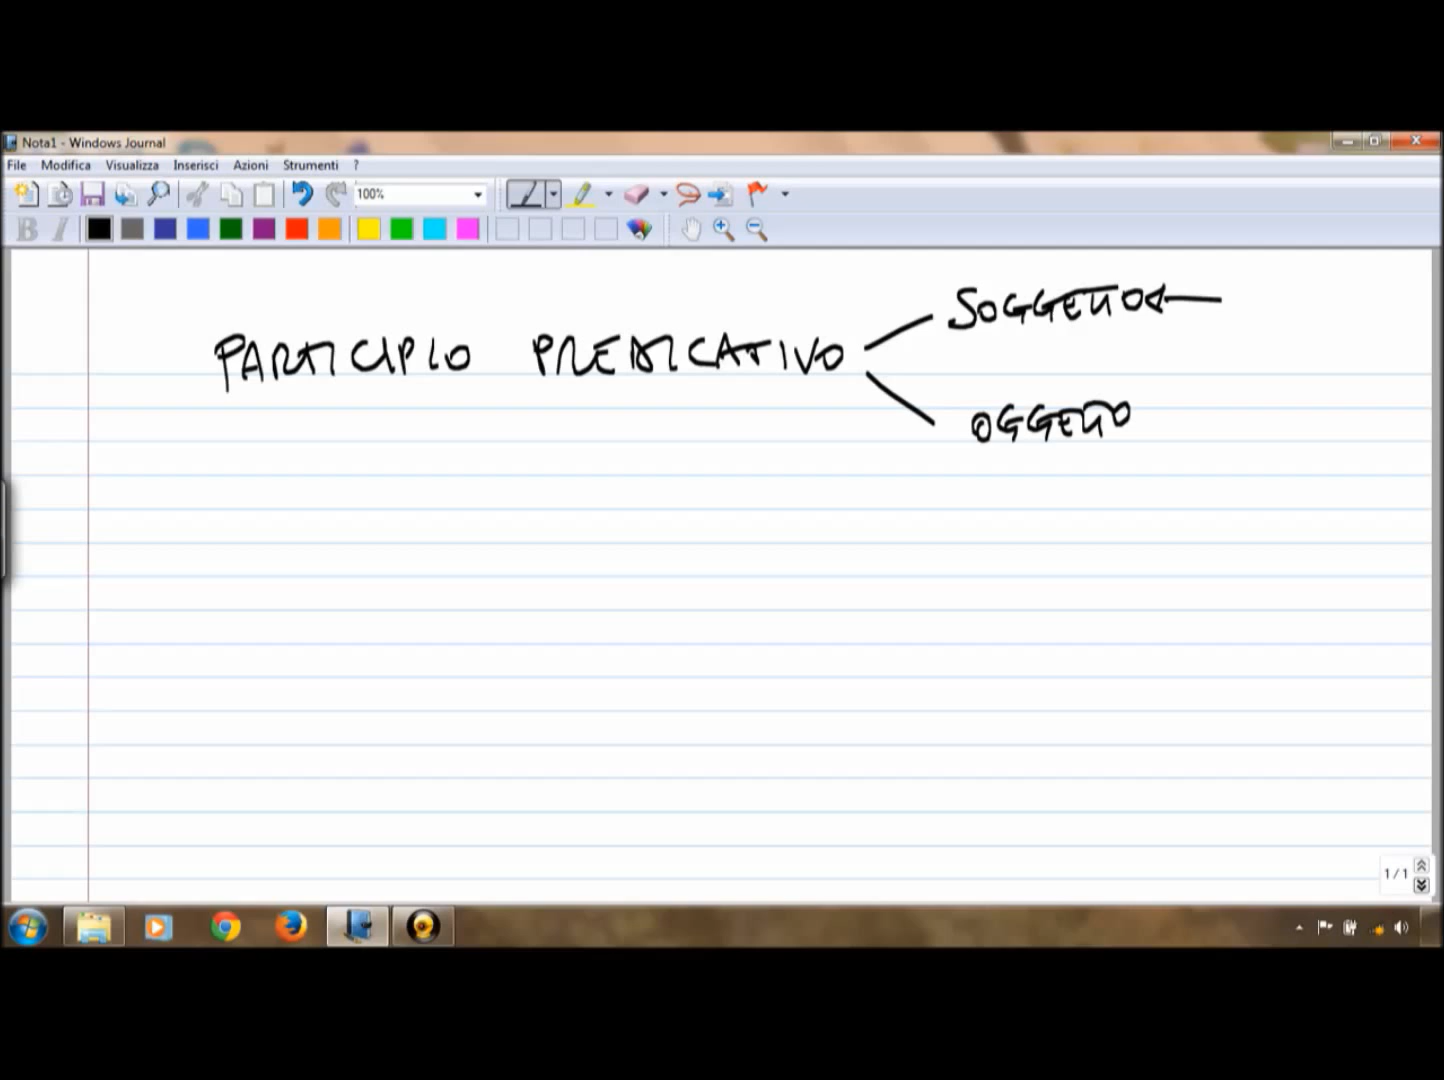 Nota1 - Windows Journal
File Modifica Visualizza Inserisci Azioni Strumenti ?
100%
B I
SOGGETTO
PARTICIPIO PREDICATIVO
OGGETTO
1 / 1